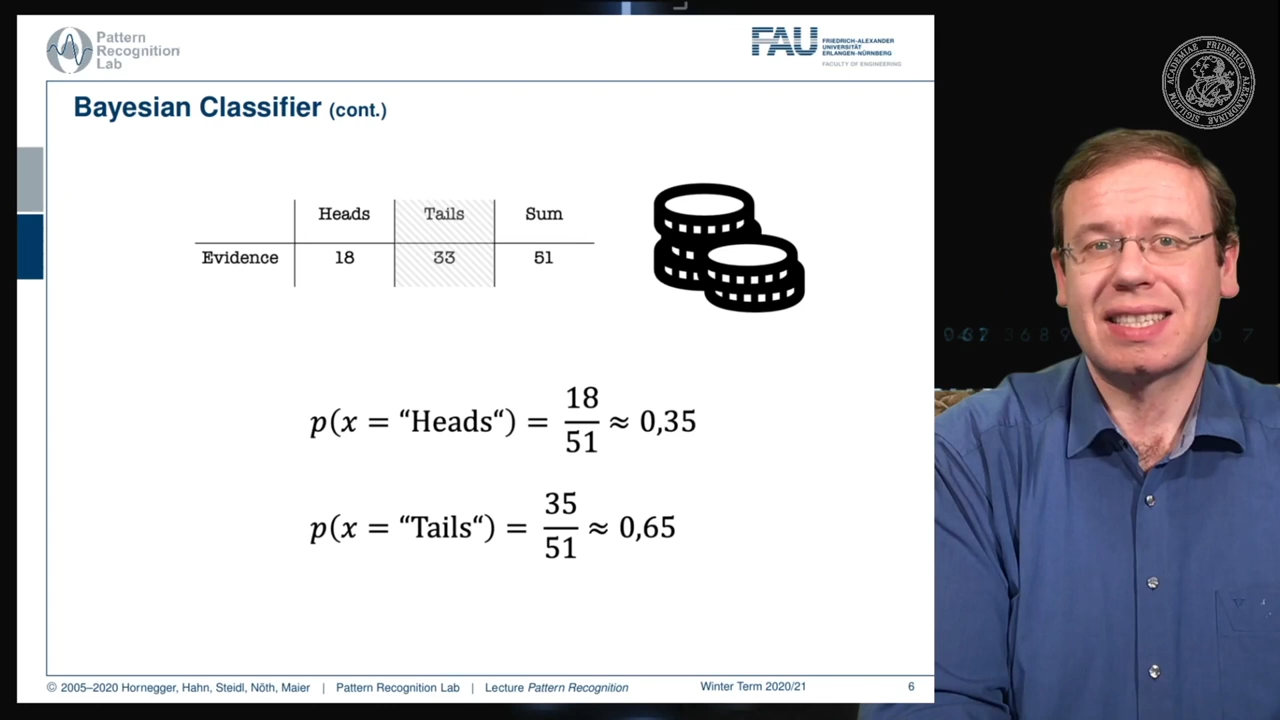 Pattern
Recognition
Lab
FAU
FRIEDRICH-ALEXANDER
UNIVERSITÄT
ERLANGEN-NÜRNBERG
FACULTY OF ENGINEERING
Bayesian Classifier (cont.)
Heads Tails Sum
Evidence 18 33 51
p(x = “Heads“) = 18/51 ≈ 0,35
p(x = “Tails“) = 35/51 ≈ 0,65
© 2005–2020 Hornegger, Hahn, Steidl, Nöth, Maier | Pattern Recognition Lab | Lecture Pattern Recognition Winter Term 2020/21 6